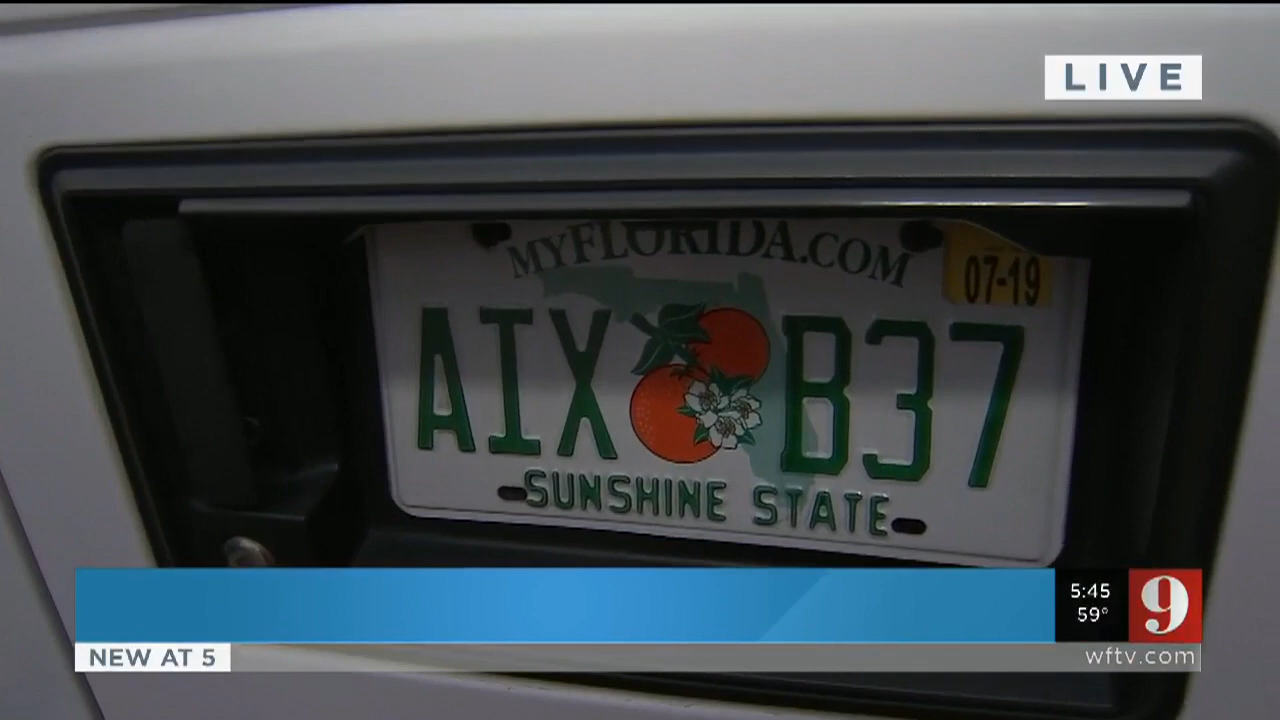 LIVE
MYFLORIDA.COM
07-19
AIX B37
SUNSHINE STATE
5:45
59°
9
NEW AT 5
wftv.com